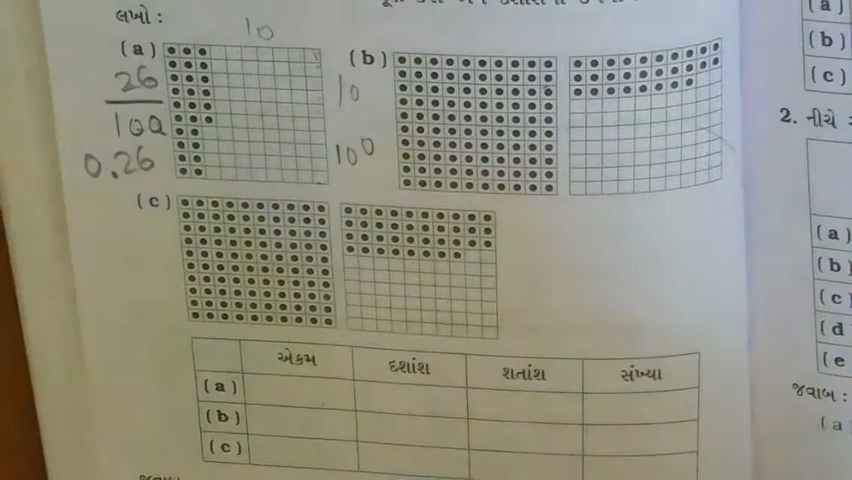 લખો :
10
(a)
26
100
0.26
(b)
10
100
(c)
એકમ દશાંશ શતાંશ સંખ્યા
(a)
(b)
(c)
(a)
(b)
(c)
2. નીચે
(a)
(b)
(c)
(d
(e
જવાબ :
(a